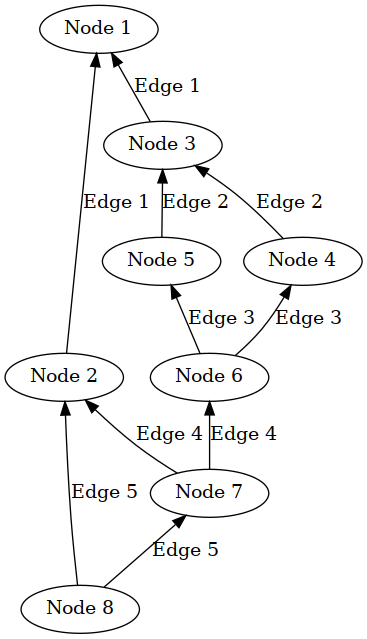 Node 1
Edge 1
Node 3
Edge 1
Edge 2
Edge 2
Node 5
Node 4
Edge 3
Edge 3
Node 2
Node 6
Edge 4
Edge 4
Edge 5
Node 7
Edge 5
Node 8